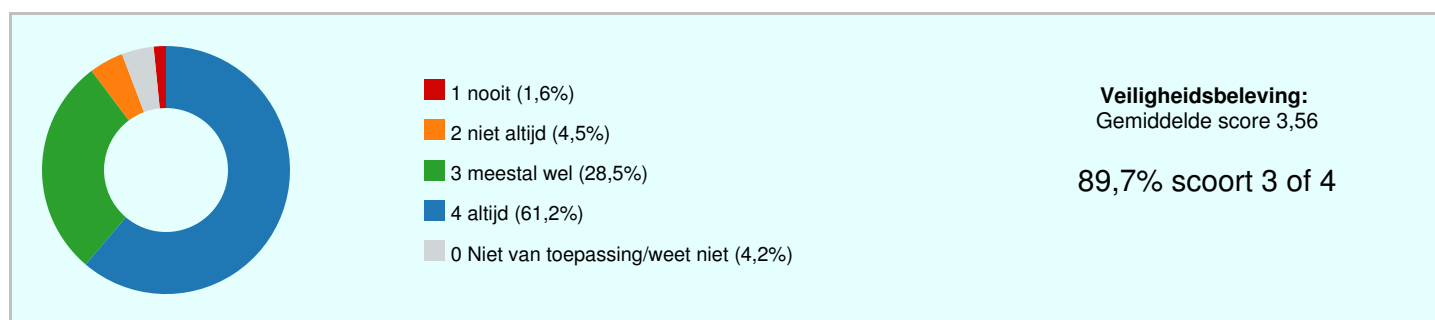 1 nooit (1,6%)
2 niet altijd (4,5%)
3 meestal wel (28,5%)
4 altijd (61,2%)
0 Niet van toepassing/weet niet (4,2%)
Veiligheidsbeleving:
Gemiddelde score 3,56
89,7% scoort 3 of 4